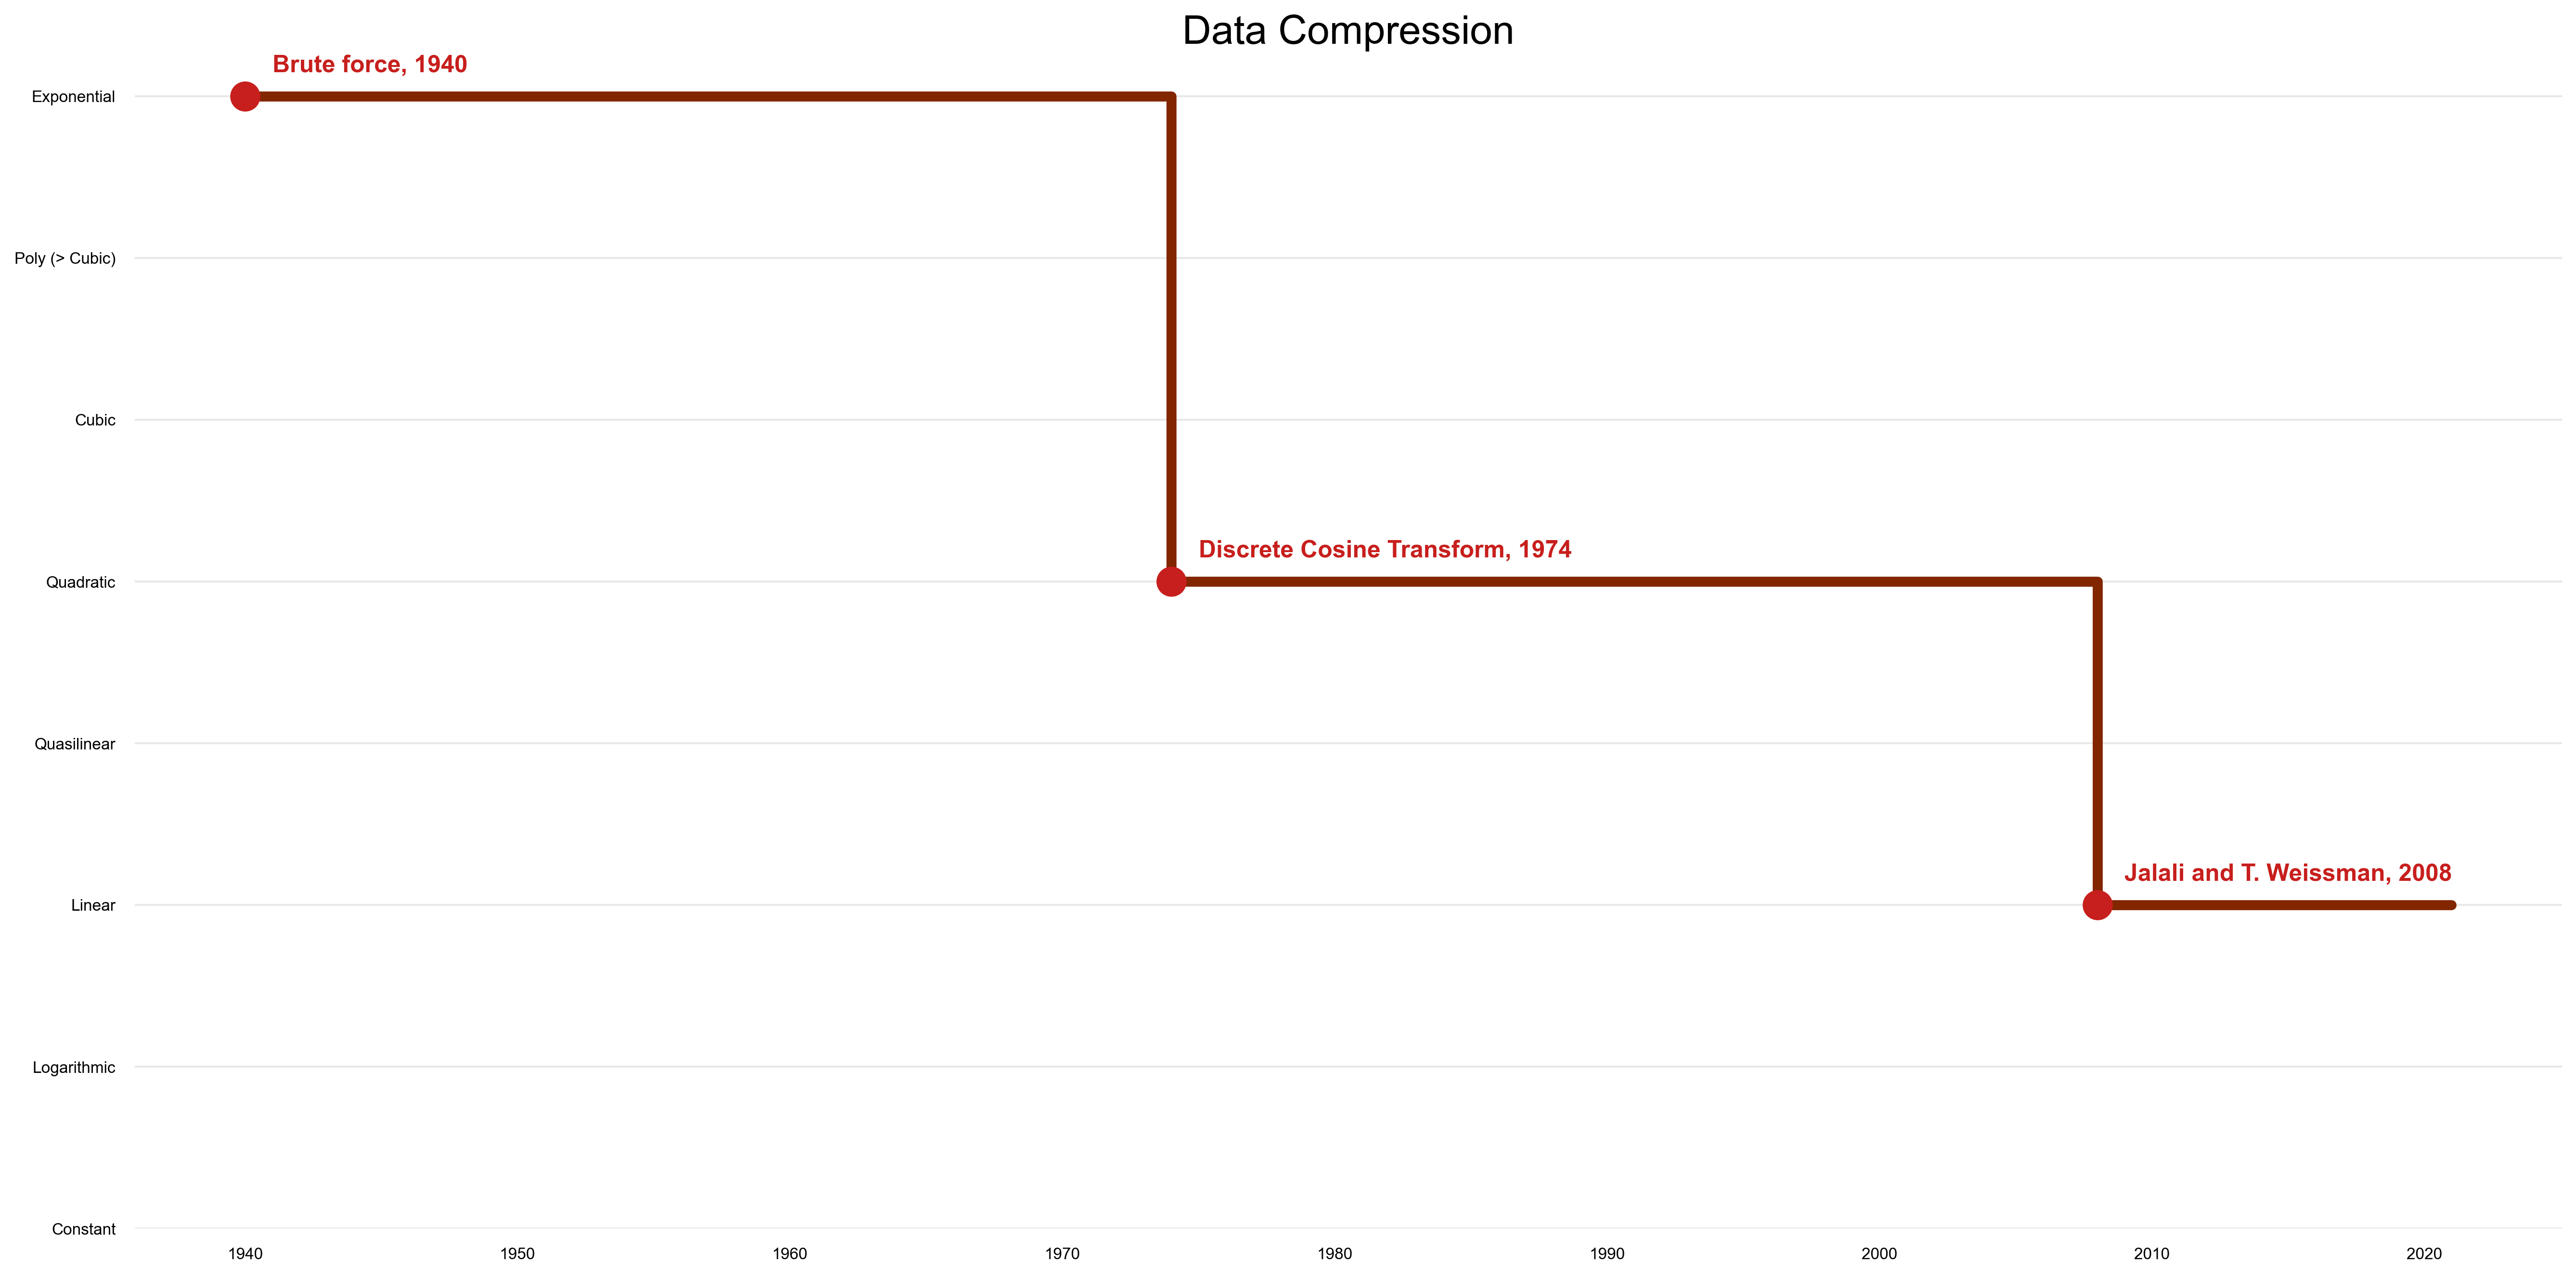 Data Compression
Brute force, 1940
Exponential
Poly (> Cubic)
Cubic
Discrete Cosine Transform, 1974
Quadratic
Quasilinear
Jalali and T. Weissman, 2008
Linear
Logarithmic
Constant
1940 1950 1960 1970 1980 1990 2000 2010 2020